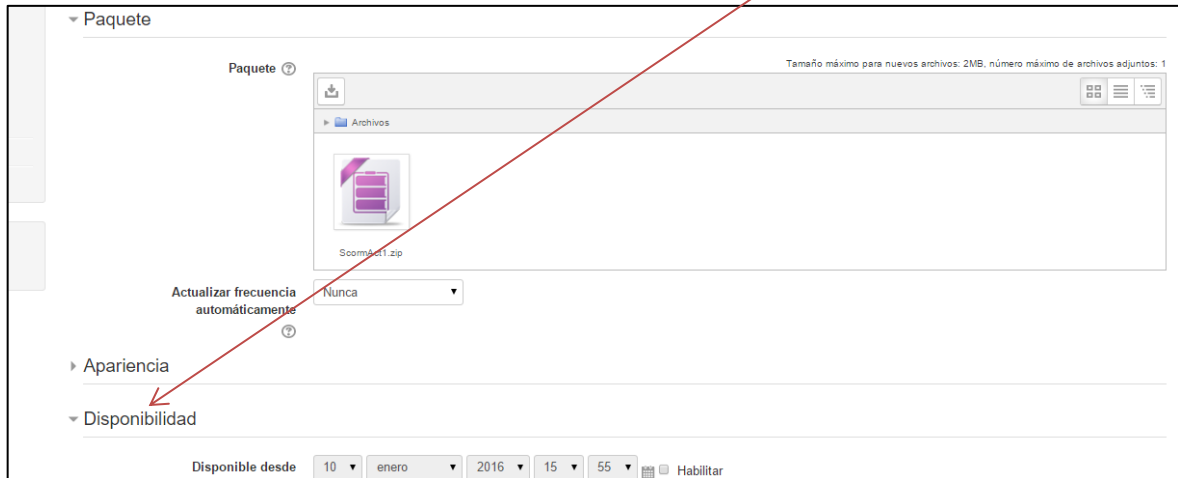 Paquete
Paquete
Tamaño máximo para nuevos archivos: 2MB, número máximo de archivos adjuntos: 1
Archivos
ScormAct1.zip
Actualizar frecuencia
automáticamente
Nunca
Apariencia
Disponibilidad
Disponible desde 10 enero 2016 15 55 Habilitar